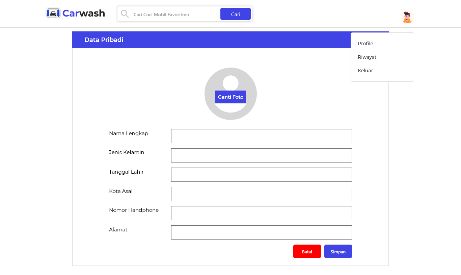 Carwash
Cari Cuci Mobil Favoritmu
Cari
Data Pribadi
Profile
Riwayat
Keluar
Ganti Foto
Nama Lengkap
Jenis Kelamin
Tanggal Lahir
Kota Asal
Nomor Handphone
Alamat
Batal
Simpan